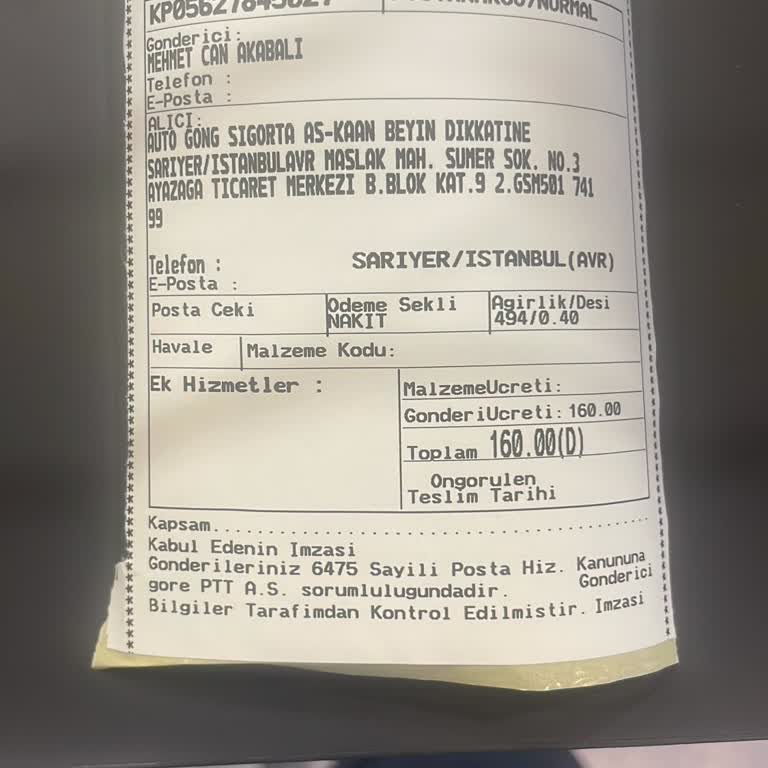 Gonderici:
MEHMET CAN AKABALI
Telefon :
E-Posta :
ALICI:
AUTO GONG SIGORTA AS-KAAN BEYIN DIKKATINE
SARIYER/ISTANBULAVR MASLAK MAH. SUMER SOK. NO.3
AYAZAGA TICARET MERKEZI B.BLOK KAT.9 2.GSM501 741
99
Telefon : SARIYER/ISTANBUL(AVR)
E-Posta :
Posta Ceki
Odeme Sekli
NAKIT
Agirlik/Desi
494/0.40
Havale
Malzeme Kodu:
Ek Hizmetler :
MalzemeUcreti:
GonderiUcreti: 160.00
Toplam 160.00(D)
Ongorulen
Teslim Tarihi
Kapsam..............................
Kabul Edenin Imzasi
Gonderileriniz 6475 Sayili Posta Hiz. Kanununa
gore PTT A.S. sorumlulugundadir. Gonderici
Bilgiler Tarafimdan Kontrol Edilmistir. Imzasi